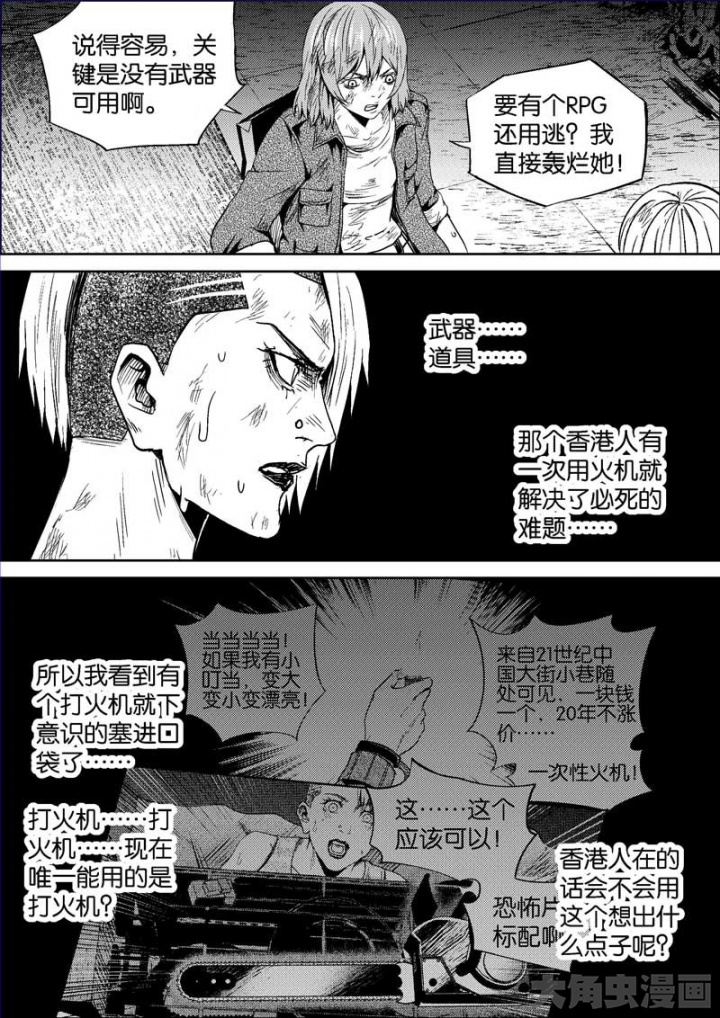 说得容易，关
键是没有武器
可用啊。
要有个RPG
还用逃？我
直接轰烂她！
武器……
道具……
那个香港人有
一次用火机就
解决了必死的
难题……
当当当当！
如果我有小
叮当，变大
变小变漂亮！
来自21世纪中
国大街小巷随
处可见，一块钱
一个，20年不涨
价……
一次性火机！
所以我看到有
个打火机就下
意识的塞进口
袋了……
这……这个
应该可以！
打火机……打
火机……现在
唯一能用的是
打火机？
恐怖片
标配啊
香港人在的
话会不会用
这个想出什
么点子呢？
大角虫漫画